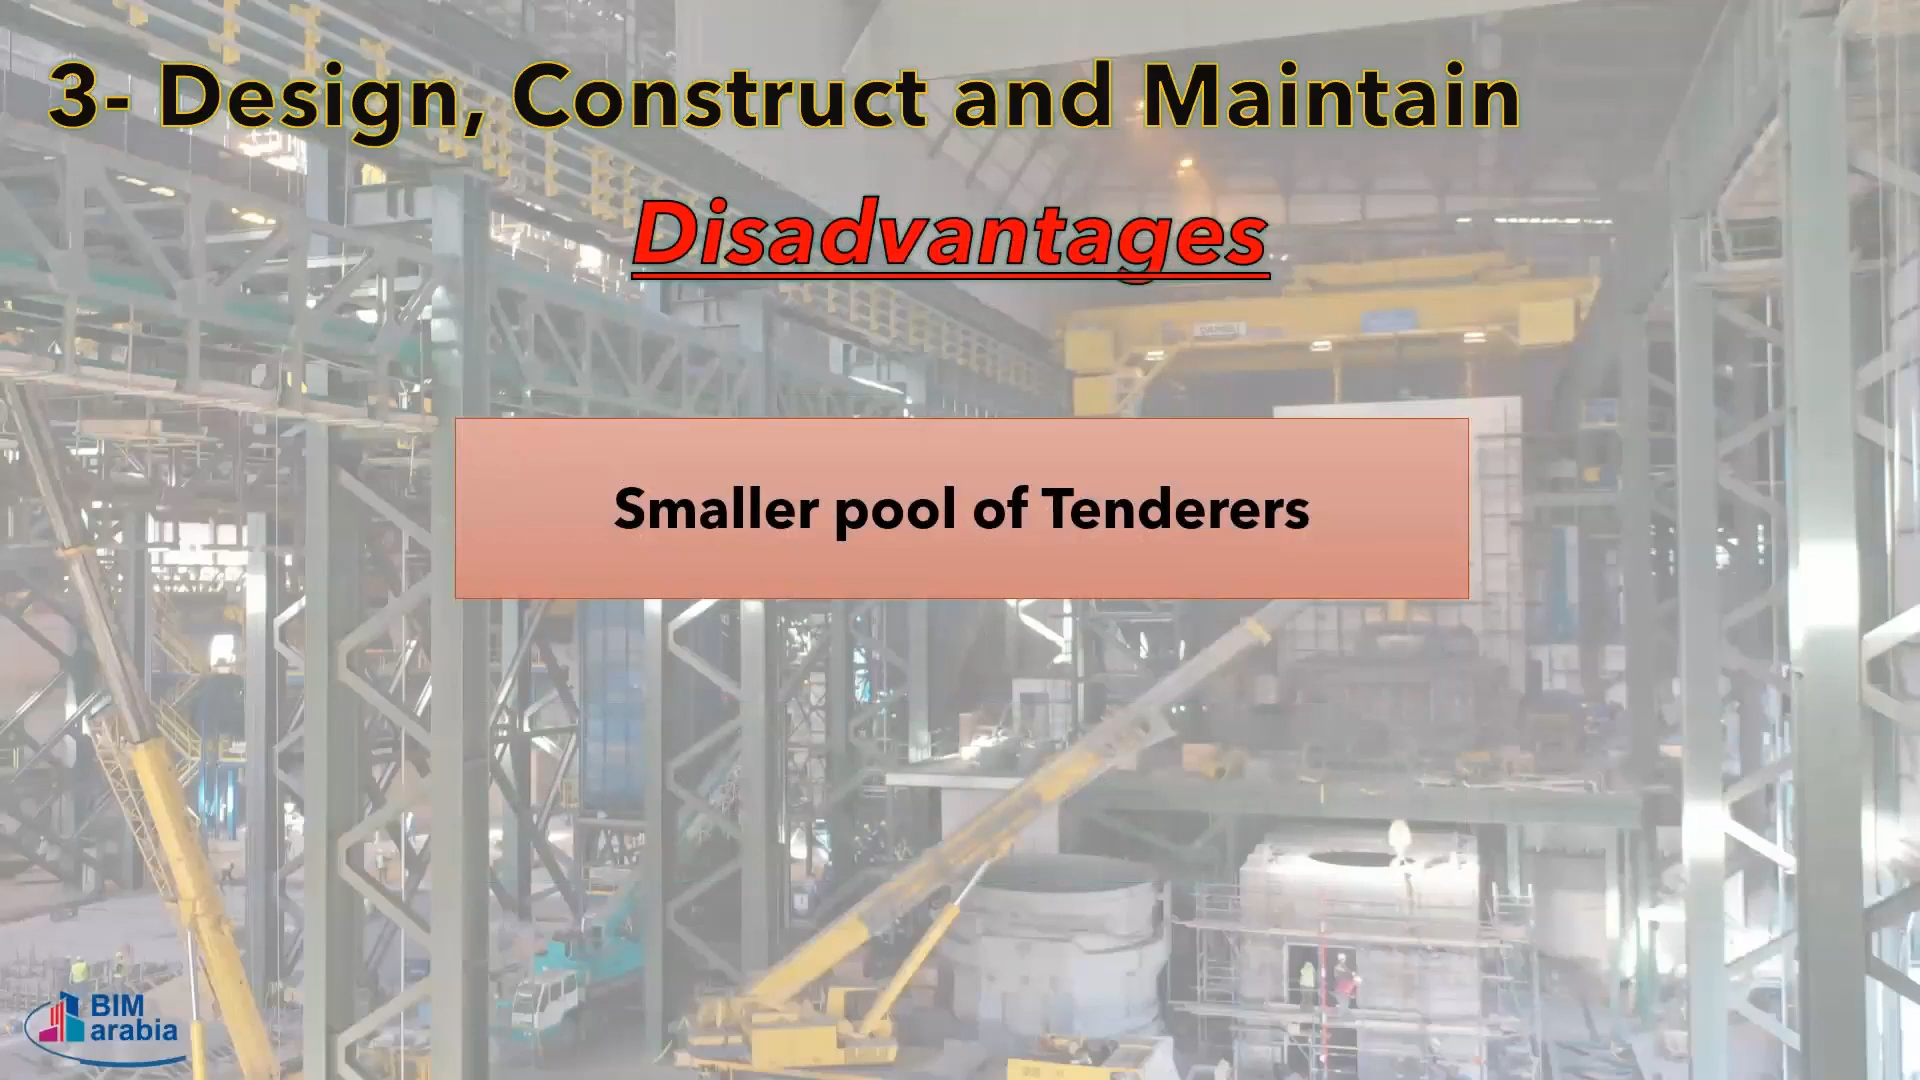 3- Design, Construct and Maintain
Disadvantages
Smaller pool of Tenderers
BIM
arabia